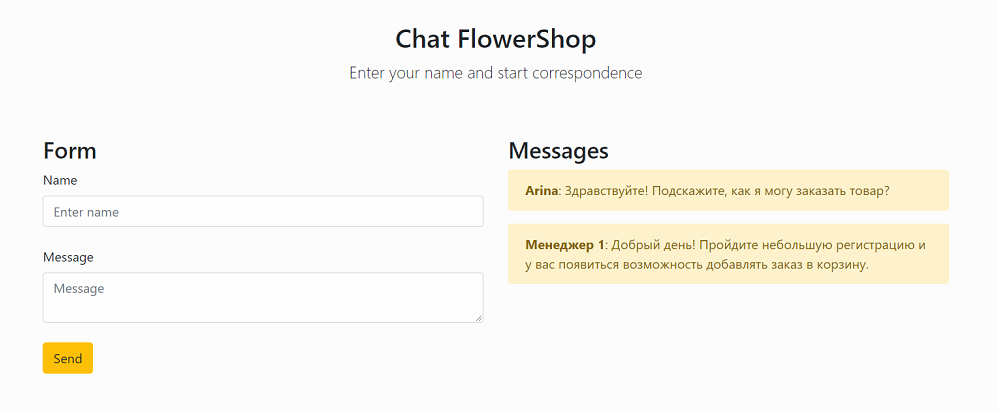 Chat FlowerShop
Enter your name and start correspondence
Form
Name
Enter name
Message
Message
Send
Messages
Arina: Здравствуйте! Подскажите, как я могу заказать товар?
Менеджер 1: Добрый день! Пройдите небольшую регистрацию и
у вас появиться возможность добавлять заказ в корзину.